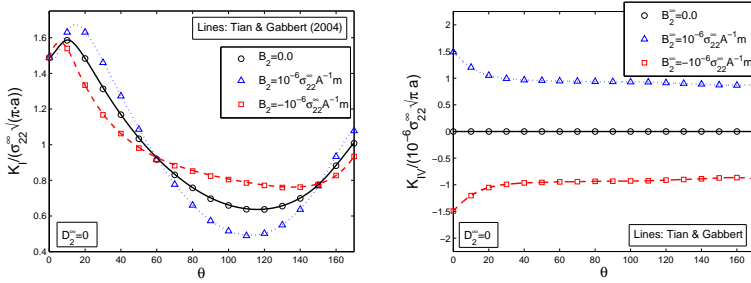 Lines: Tian & Gabbert (2004)
B₂=0.0
B₂=10⁻⁶σ₂₂^∞A⁻¹m
B₂=−10⁻⁶σ₂₂^∞A⁻¹m
1.6
1.4
1.2
1
0.8
0.6
0.4
K_I/(σ₂₂^∞ √(π·a))
D₂^∞=0
0 20 40 60 80 100 120 140 160
θ
B₂^∞=0.0
B₂^∞=10⁻⁶σ₂₂^∞A⁻¹m
B₂^∞=−10⁻⁶σ₂₂^∞A⁻¹m
2
1.5
1
0.5
0
−0.5
−1
−1.5
−2
K_IV/(10⁻⁶σ₂₂^∞ √π a)
D₂^∞=0
Lines: Tian & Gabbert
0 20 40 60 80 100 120 140 160
θ